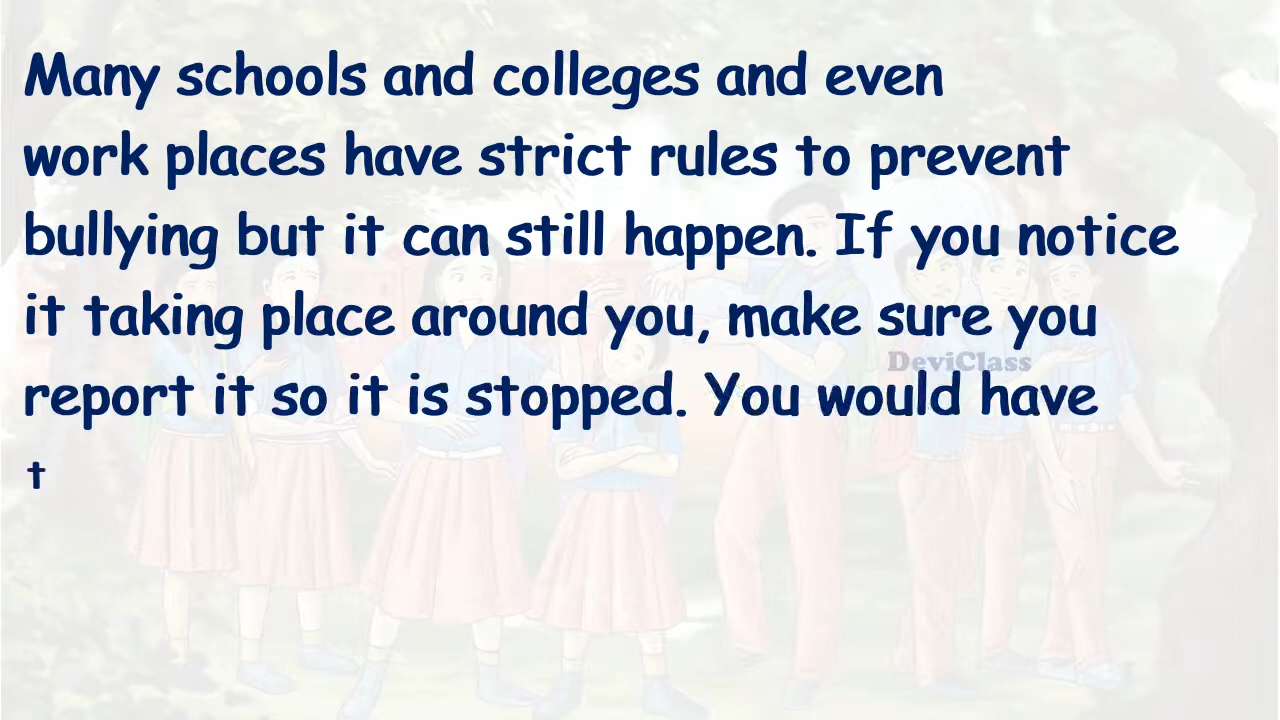 Many schools and colleges and even
work places have strict rules to prevent
bullying but it can still happen. If you notice
it taking place around you, make sure you
DeviClass
report it so it is stopped. You would have
t